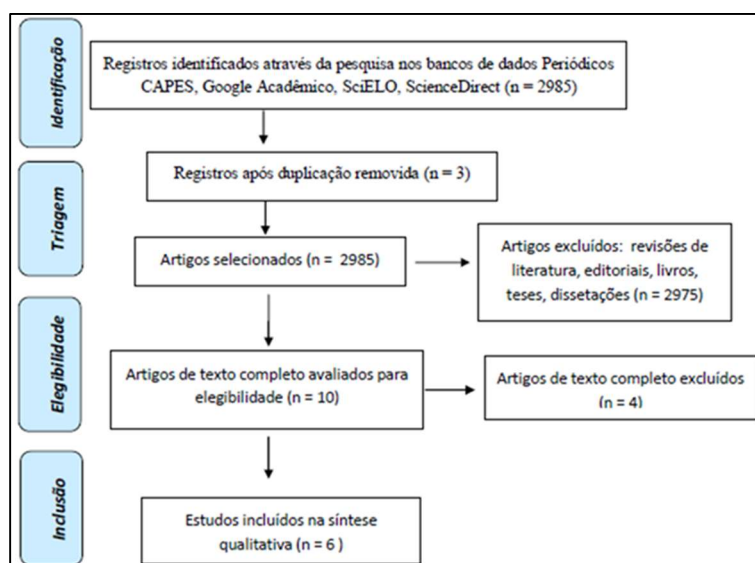 Identificação
Registros identificados através da pesquisa nos bancos de dados Periódicos
CAPES, Google Acadêmico, SciELO, ScienceDirect (n = 2985)
Triagem
Registros após duplicação removida (n = 3)
Artigos selecionados (n = 2985)
Artigos excluídos: revisões de
literatura, editoriais, livros,
teses, dissetações (n = 2975)
Elegibilidade
Artigos de texto completo avaliados para
elegibilidade (n = 10)
Artigos de texto completo excluídos
(n = 4)
Inclusão
Estudos incluídos na síntese
qualitativa (n = 6 )